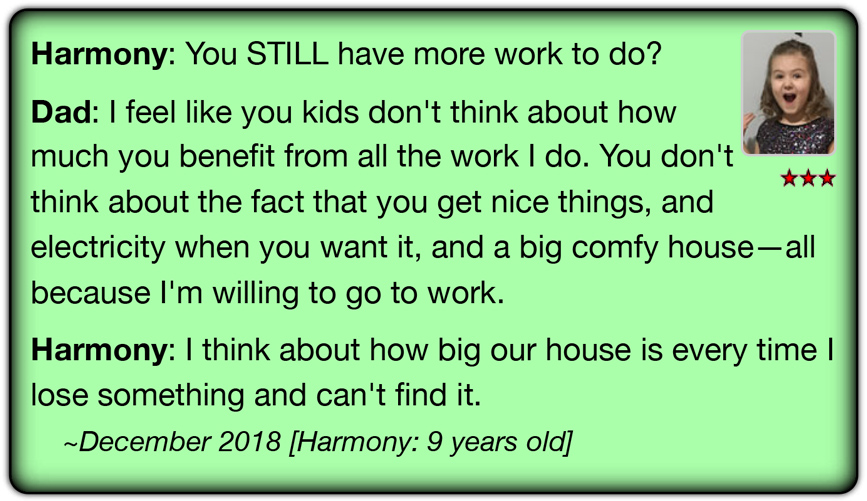 Harmony: You STILL have more work to do?
Dad: I feel like you kids don't think about how
much you benefit from all the work I do. You don't
think about the fact that you get nice things, and
electricity when you want it, and a big comfy house—all
because I'm willing to go to work.
Harmony: I think about how big our house is every time I
lose something and can't find it.
~December 2018 [Harmony: 9 years old]